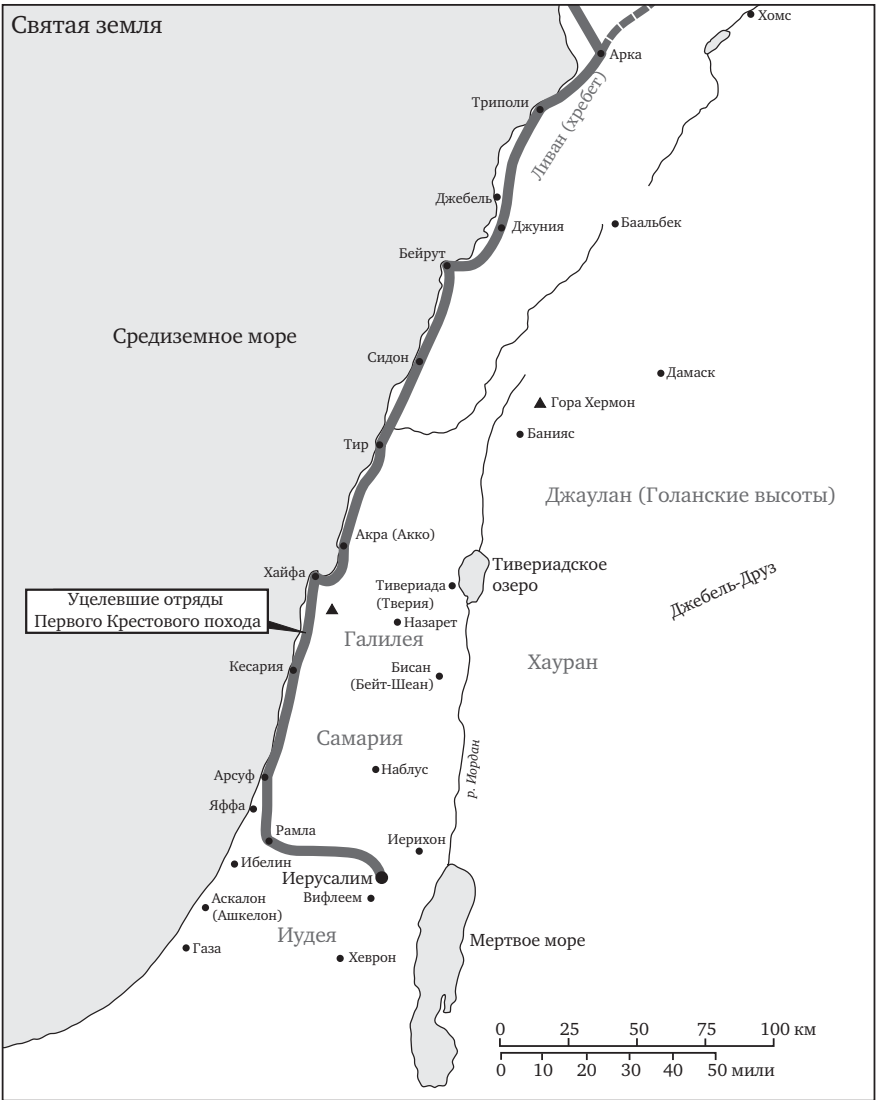 Святая земля
Хомс
Арка
Триполи
Ливан (хребет)
Джебель
Джуния
Баальбек
Бейрут
Средиземное море
Сидон
Дамаск
Гора Хермон
Банияс
Тир
Джаулан (Голанские высоты)
Акра (Акко)
Хайфа
Тивериадское
озеро
Тивериада
(Тверия)
Джебель-Друз
Уцелевшие отряды
Первого Крестового похода
Назарет
Галилея
Хауран
Кесария
Бисан
(Бейт-Шеан)
Самария
р. Иордан
Наблус
Арсуф
Яффа
Рамла
Иерихон
Ибелин
Иерусалим
Вифлеем
Аскалон
(Ашкелон)
Иудея
Мертвое море
Газа
Хеврон
0 25 50 75 100 км
0 10 20 30 40 50 мили